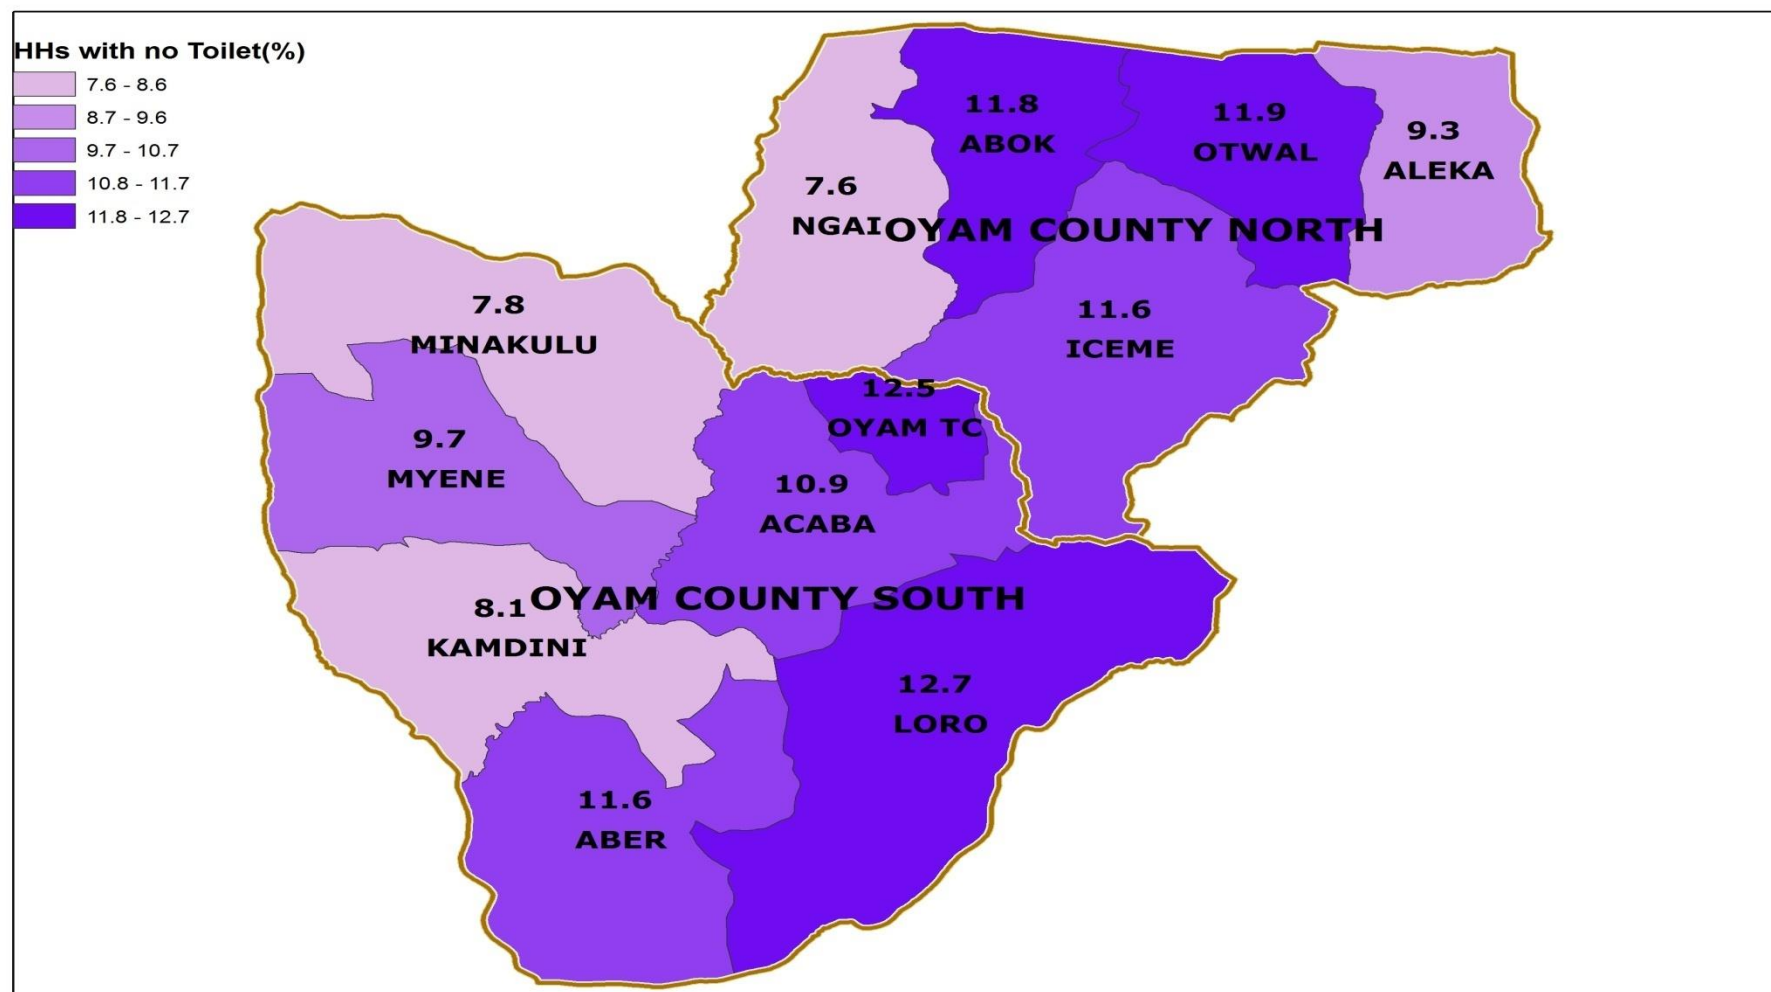 HHs with no Toilet(%)
7.6 - 8.6
8.7 - 9.6
9.7 - 10.7
10.8 - 11.7
11.8 - 12.7
11.8
ABOK
11.9
OTWAL
9.3
ALEKA
7.6
NGAI
OYAM COUNTY NORTH
7.8
MINAKULU
11.6
ICEME
12.5
OYAM TC
9.7
MYENE
10.9
ACABA
OYAM COUNTY SOUTH
8.1
KAMDINI
12.7
LORO
11.6
ABER